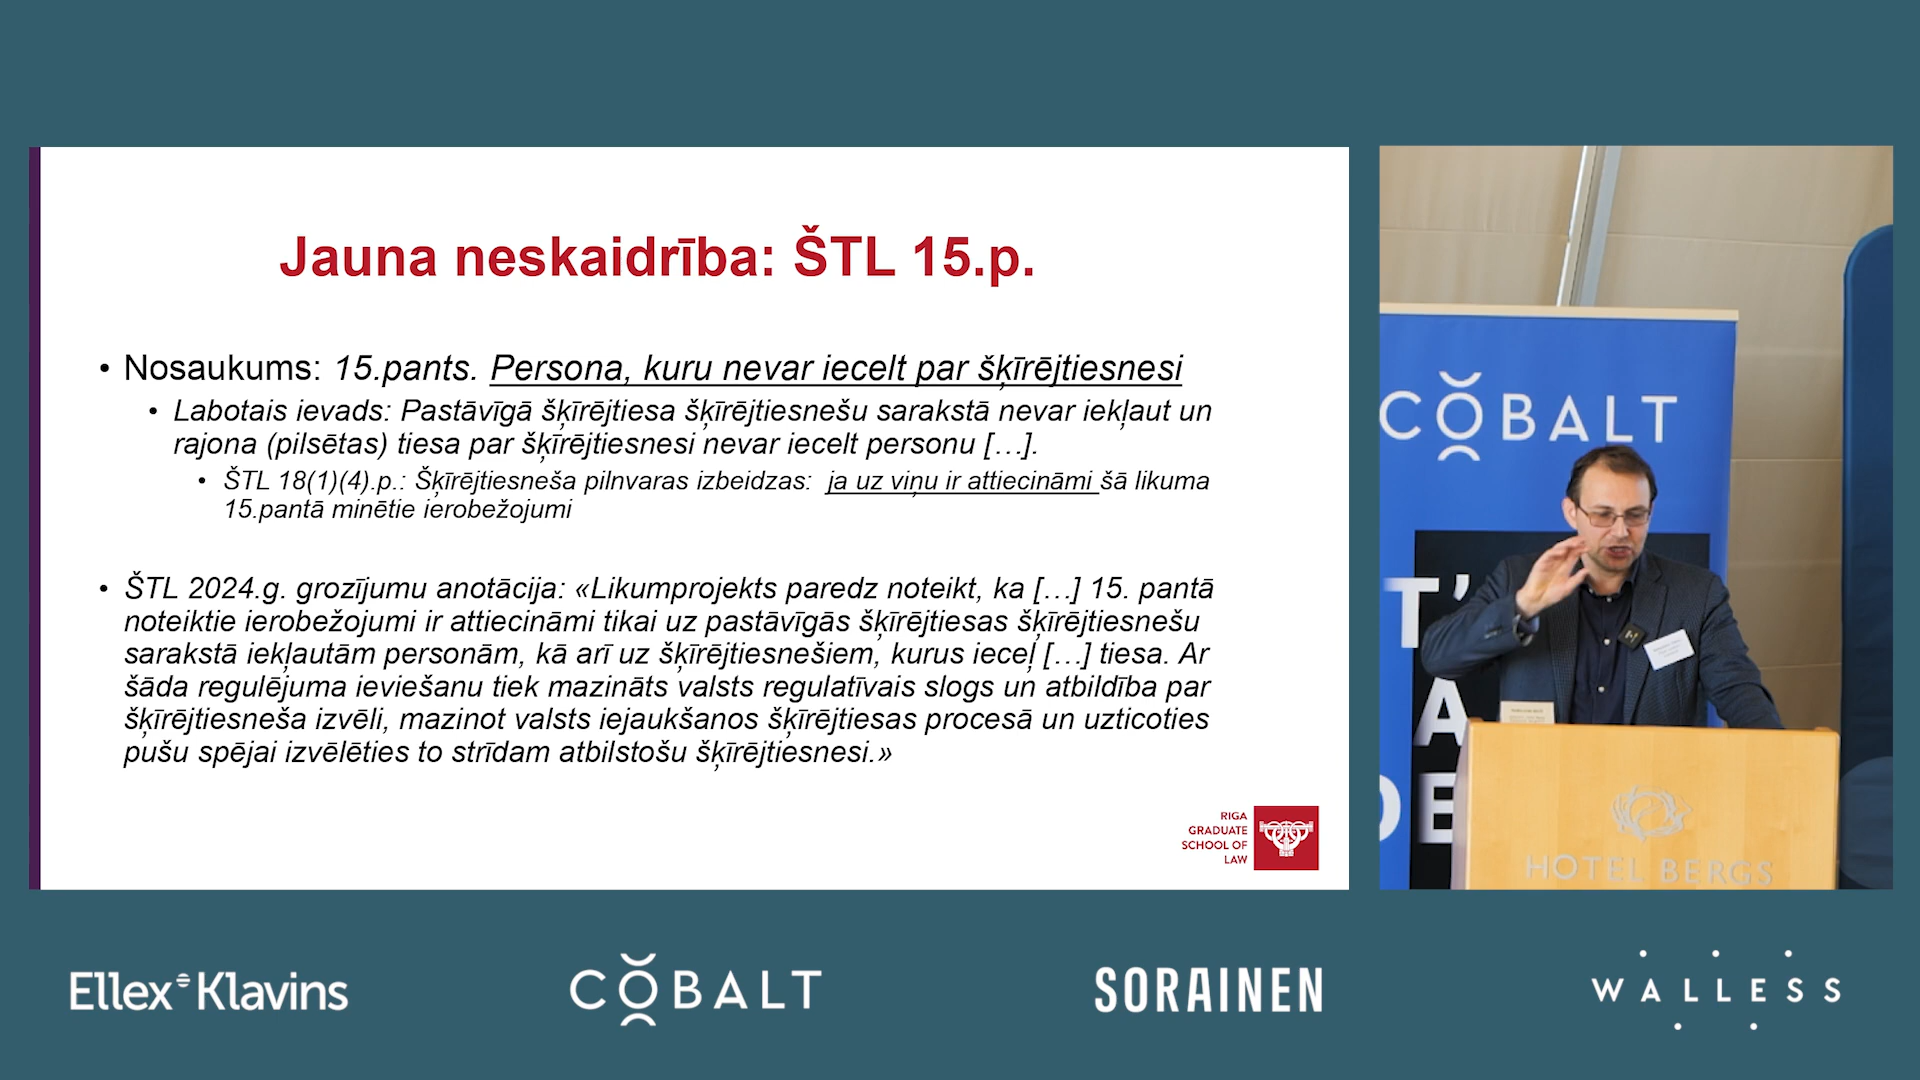 Jauna neskaidrība: ŠTL 15.p.
• Nosaukums: 15.pants. Persona, kuru nevar iecelt par šķīrējtiesnesi
• Labotais ievads: Pastāvīgā šķīrējtiesa šķīrējtiesnešu sarakstā nevar iekļaut un
rajona (pilsētas) tiesa par šķīrējtiesnesi nevar iecelt personu […].
• ŠTL 18(1)(4).p.: Šķīrējtiesneša pilnvaras izbeidzas: ja uz viņu ir attiecināmi šā likuma
15.pantā minētie ierobežojumi
• ŠTL 2024.g. grozījumu anotācija: «Likumprojekts paredz noteikt, ka […] 15. pantā
noteiktie ierobežojumi ir attiecināmi tikai uz pastāvīgās šķīrējtiesas šķīrējtiesnešu
sarakstā iekļautām personām, kā arī uz šķīrējtiesnešiem, kurus ieceļ […] tiesa. Ar
šāda regulējuma ieviešanu tiek mazināts valsts regulatīvais slogs un atbildība par
šķīrējtiesneša izvēli, mazinot valsts iejaukšanos šķīrējtiesas procesā un uzticoties
pušu spējai izvēlēties to strīdam atbilstošu šķīrējtiesnesi.»
RIGA
GRADUATE
SCHOOL OF
LAW
COBALT
T'
A
DE
HOTEL BERGS
Ellex Klavins
COBALT
SORAINEN
WALLESS